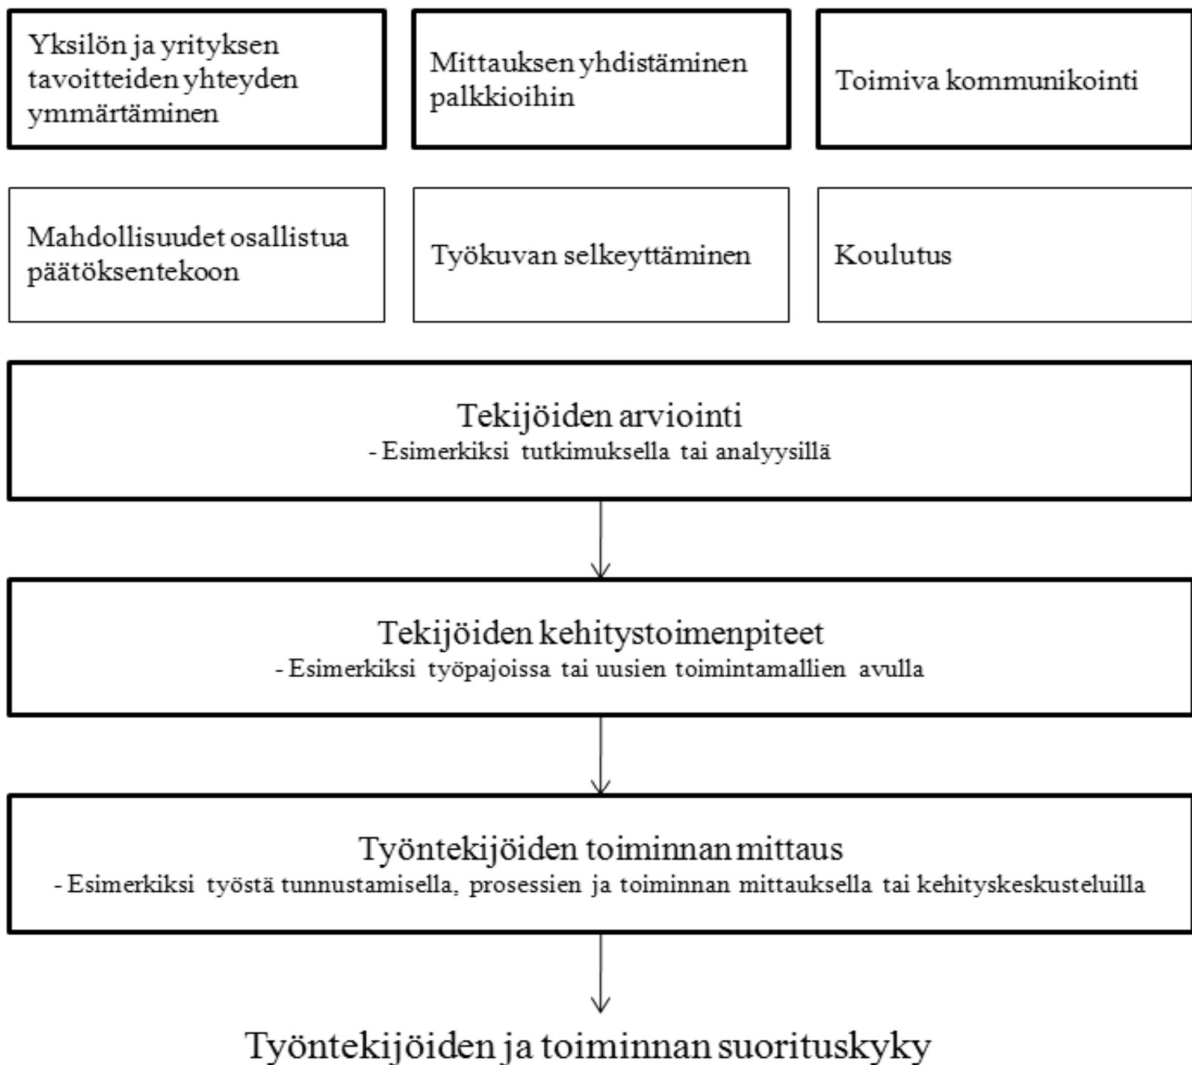 Yksilön ja yrityksen
tavoitteiden yhteyden
ymmärtäminen
Mittauksen yhdistäminen
palkkioihin
Toimiva kommunikointi
Mahdollisuudet osallistua
päätöksentekoon
Työkuvan selkeyttäminen
Koulutus
Tekijöiden arviointi
- Esimerkiksi tutkimuksella tai analyysillä
Tekijöiden kehitystoimenpiteet
- Esimerkiksi työpajoissa tai uusien toimintamallien avulla
Työntekijöiden toiminnan mittaus
- Esimerkiksi työstä tunnustamisella, prosessien ja toiminnan mittauksella tai kehityskeskusteluilla
Työntekijöiden ja toiminnan suorituskyky